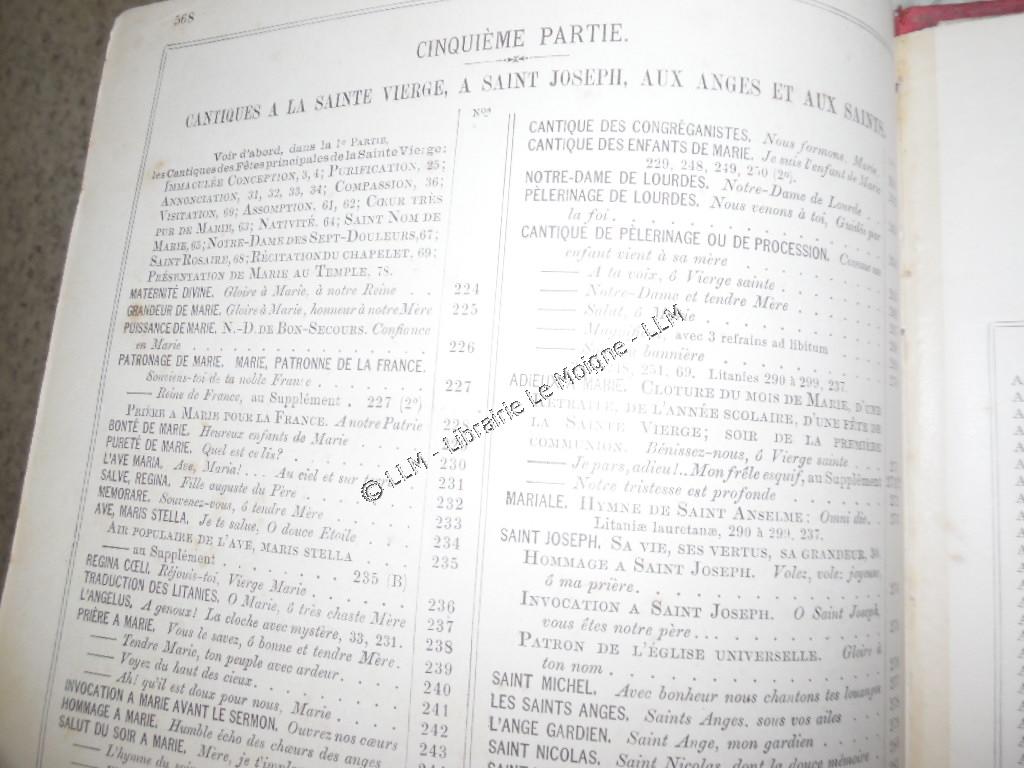 568
CINQUIÈME PARTIE.
CANTIQUES A LA SAINTE VIERGE, A SAINT JOSEPH, AUX ANGES ET AUX SAINTS.
Nos
Voir d'abord, dans la 1e PARTIE,
les Cantiques des Fêtes principales de la Sainte Vierge:
IMMACULÉE CONCEPTION, 3, 4; PURIFICATION, 25;
ANNONCIATION, 31, 32, 33, 34; COMPASSION, 36;
VISITATION, 69; ASSOMPTION, 61, 62; CŒUR TRÈS
PUR DE MARIE, 63; NATIVITÉ, 64; SAINT NOM DE
MARIE, 65; NOTRE-DAME DES SEPT-DOULEURS, 67;
SAINT ROSAIRE, 68; RÉCITATION DU CHAPELET, 69;
PRÉSENTATION DE MARIE AU TEMPLE, 78.
MATERNITÉ DIVINE. Gloire à Marie, à notre Reine . . 224
GRANDEUR DE MARIE. Gloire à Marie, honneur à notre Mère 225
PUISSANCE DE MARIE. N.-D. DE BON-SECOURS. Confiance
en Marie . . . 226
PATRONAGE DE MARIE. MARIE, PATRONNE DE LA FRANCE.
Souviens-toi de ta noble France . . . 227
— Reine de France, au Supplément . 227 (2º)
PRIÈRE A MARIE POUR LA FRANCE. A notre Patrie
BONTÉ DE MARIE. Heureux enfants de Marie
PURETÉ DE MARIE. Quel est ce lis?
L'AVE MARIA. Ave, Maria! . . . Au ciel et sur 230
SALVE, REGINA. Fille auguste du Père . . . 231
MEMORARE. Souvenez-vous, ô tendre Mère . . . 232
AVE, MARIS STELLA. Je te salue, O douce Etoile . . . 233
AIR POPULAIRE DE L'AVE, MARIS STELLA . . . 234
— au Supplément . . . 235
REGINA CŒLI. Réjouis-toi, Vierge Marie . . . 235 (B)
TRADUCTION DES LITANIES. O Marie, ô très chaste Mère 236
L'ANGELUS. A genoux! La cloche avec mystère, 33, 231. 237
PRIÈRE A MARIE. Vous le savez, ô bonne et tendre Mère. 238
— Tendre Marie, ton peuple avec ardeur . . 239
— Voyez du haut des cieux . . . 240
— Ah! qu'il est doux pour nous, Marie . . . 241
INVOCATION A MARIE AVANT LE SERMON. Ouvrez nos cœurs 242
HOMMAGE A MARIE. Humble écho des chœurs des anges 243
SALUT DU SOIR A MARIE. Mère, je t'implore
— L'hymne du soir
CANTIQUE DES CONGRÉGANISTES. Nous formons, Marie,
CANTIQUE DES ENFANTS DE MARIE. Je suis l'enfant de Marie
229, 248, 249, 250 (2º).
NOTRE-DAME DE LOURDES. Notre-Dame de Lourde . .
PÈLERINAGE DE LOURDES. Nous venons à toi, Guidés par
la foi . . .
CANTIQUE DE PÈLERINAGE OU DE PROCESSION. Comme un
enfant vient à sa mère . . .
— A ta voix, ô Vierge sainte . . .
— Notre-Dame et tendre Mère . . .
— Salut, ô
— avec 3 refrains ad libitum
— bannière . . .
251, 69. Litanies 290 à 299, 237.
MARIE. CLOTURE DU MOIS DE MARIE, D'UNE
RETRAITE, DE L'ANNÉE SCOLAIRE, D'UNE FÊTE DE
LA SAINTE VIERGE; SOIR DE LA PREMIÈRE
COMMUNION. Bénissez-nous, ô Vierge sainte . . .
— Je pars, adieu!.. Mon frêle esquif, au Supplément
— Notre tristesse est profonde . . .
MARIALE. HYMNE DE SAINT ANSELME: Omni die. .
Litaniæ lauretanæ, 290 à 299, 237.
SAINT JOSEPH. SA VIE, SES VERTUS, SA GRANDEUR,
HOMMAGE A SAINT JOSEPH. Volez, volez joyeuse,
ô ma prière. . . .
INVOCATION A SAINT JOSEPH. O Saint Joseph,
vous êtes notre père . . .
PATRON DE L'ÉGLISE UNIVERSELLE. Gloire à
ton nom . . .
SAINT MICHEL. Avec bonheur nous chantons tes louanges
LES SAINTS ANGES. Saints Anges, sous vos ailes . . .
L'ANGE GARDIEN. Saint Ange, mon gardien . . .
SAINT NICOLAS. Saint Nicolas, dont la douce mémoire .
© LLM - Librairie Le Moigne - LLM